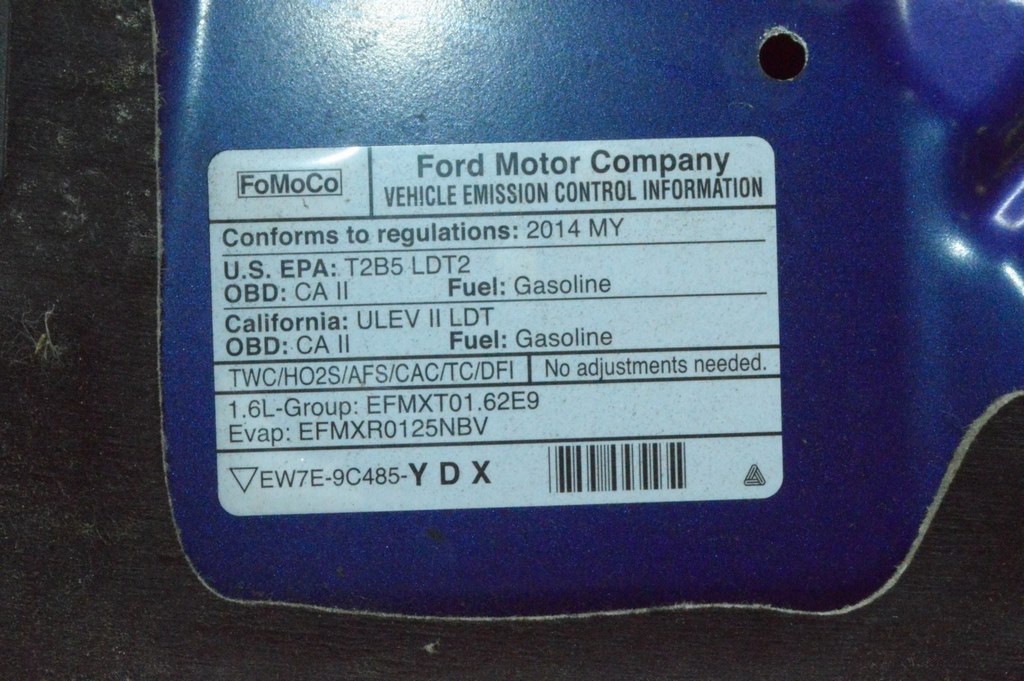 FoMoCo
Ford Motor Company
VEHICLE EMISSION CONTROL INFORMATION
Conforms to regulations: 2014 MY
U.S. EPA: T2B5 LDT2
OBD: CA II Fuel: Gasoline
California: ULEV II LDT
OBD: CA II Fuel: Gasoline
TWC/HO2S/AFS/CAC/TC/DFI No adjustments needed.
1.6L-Group: EFMXT01.62E9
Evap: EFMXR0125NBV
EW7E-9C485-Y D X